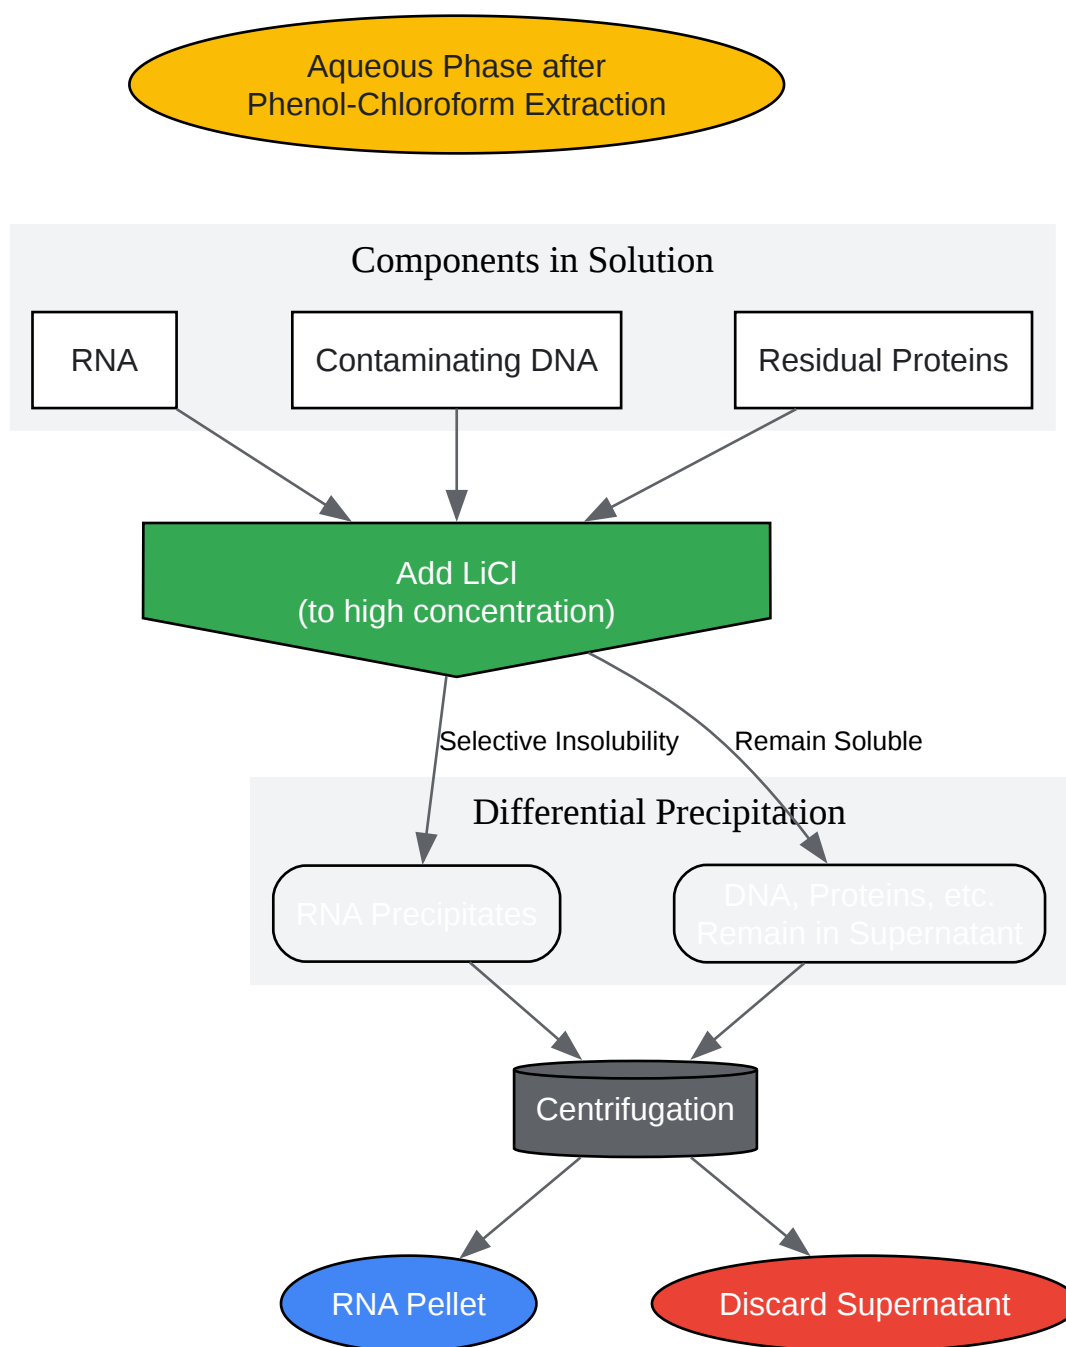 Aqueous Phase after
Phenol-Chloroform Extraction
Components in Solution
RNA
Contaminating DNA
Residual Proteins
Add LiCl
(to high concentration)
Selective Insolubility
Remain Soluble
Differential Precipitation
RNA Precipitates
DNA, Proteins, etc.
Remain in Supernatant
Centrifugation
RNA Pellet
Discard Supernatant